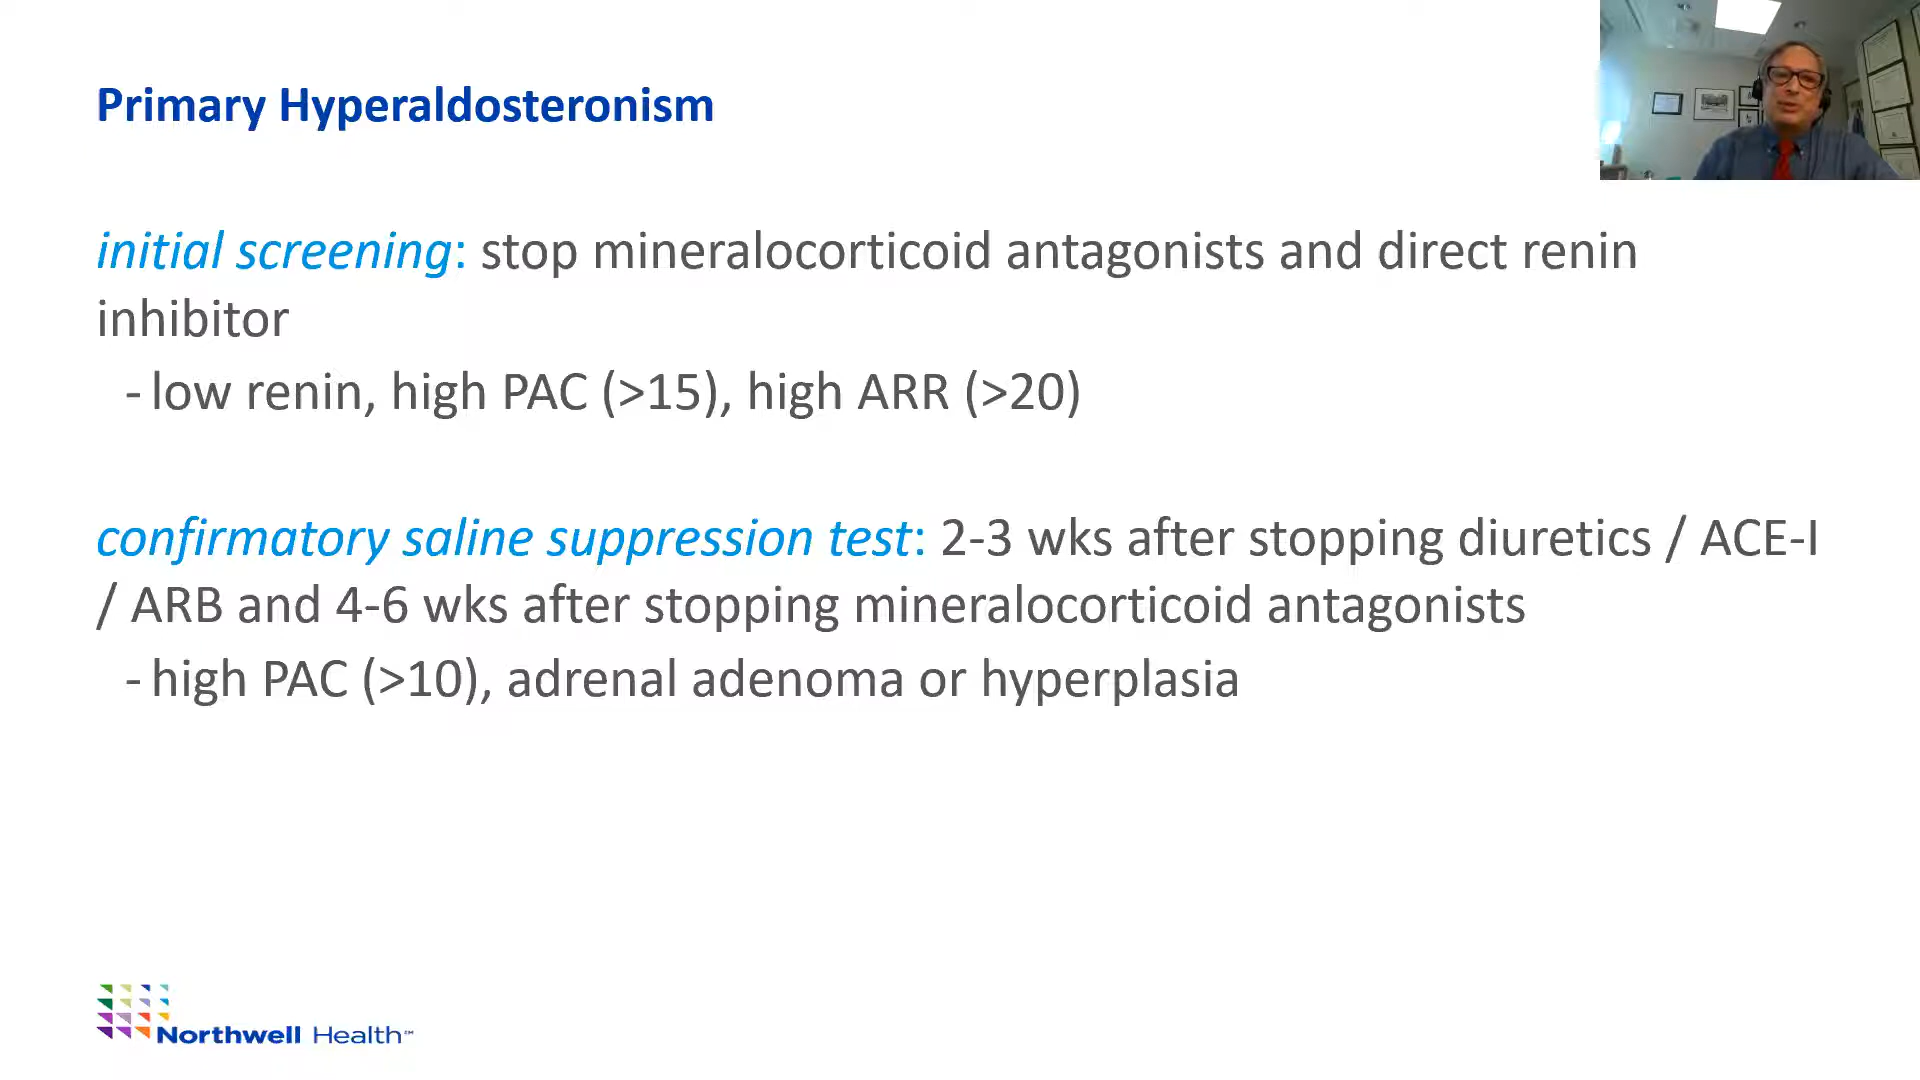 Primary Hyperaldosteronism
initial screening: stop mineralocorticoid antagonists and direct renin
inhibitor
- low renin, high PAC (>15), high ARR (>20)
confirmatory saline suppression test: 2-3 wks after stopping diuretics / ACE-I
/ ARB and 4-6 wks after stopping mineralocorticoid antagonists
- high PAC (>10), adrenal adenoma or hyperplasia
Northwell Health℠